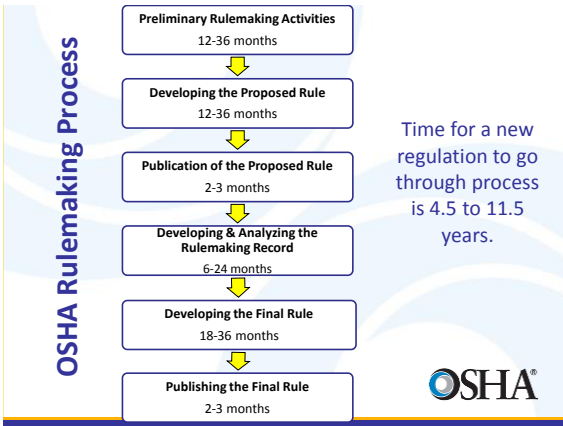 OSHA Rulemaking Process
Preliminary Rulemaking Activities
12-36 months
Developing the Proposed Rule
12-36 months
Publication of the Proposed Rule
2-3 months
Developing & Analyzing the
Rulemaking Record
6-24 months
Developing the Final Rule
18-36 months
Publishing the Final Rule
2-3 months
Time for a new
regulation to go
through process
is 4.5 to 11.5
years.
OSHA®